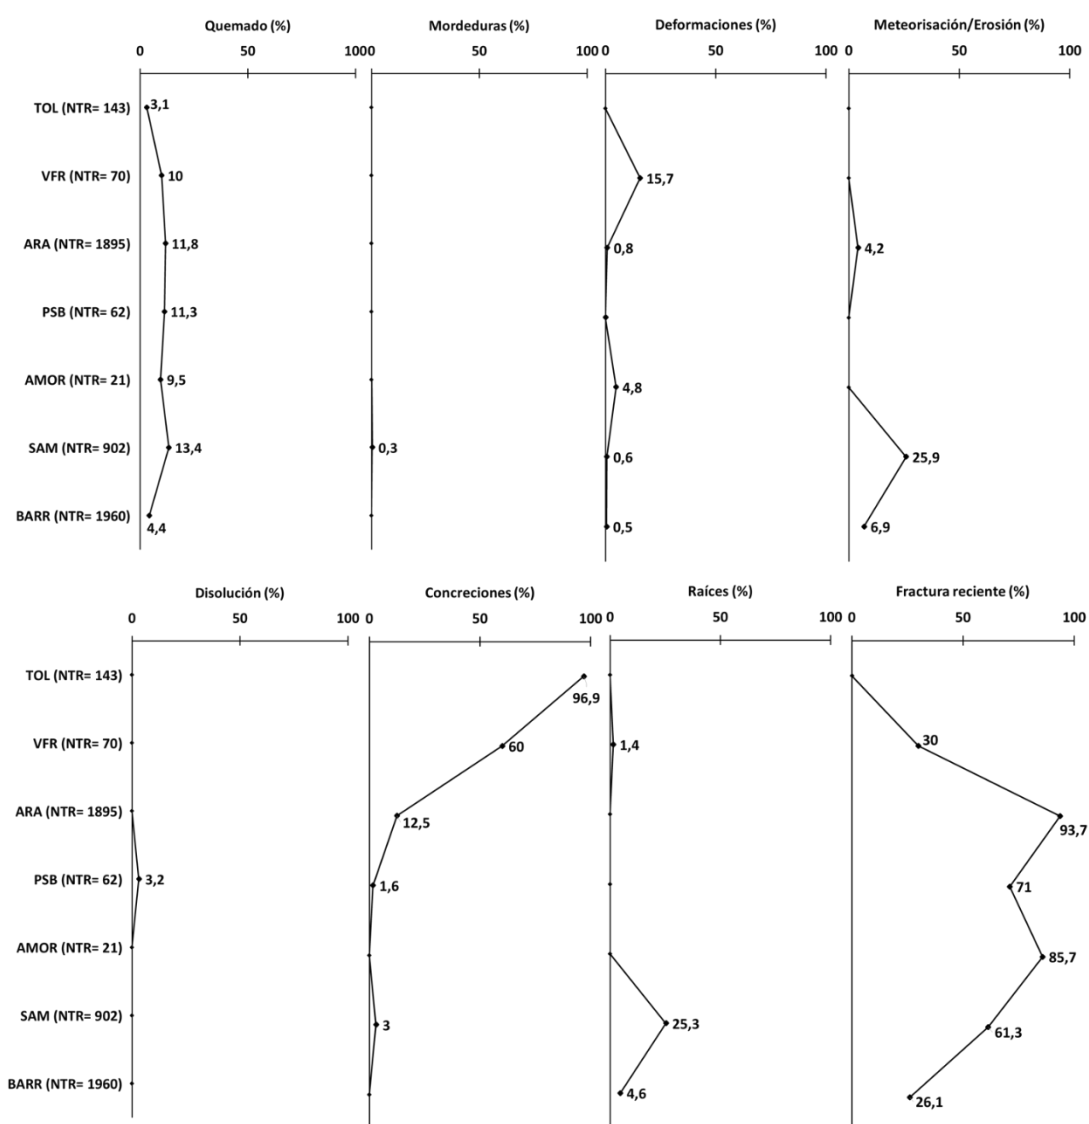 Quemado (%) Mordeduras (%) Deformaciones (%) Meteorisación/Erosión (%)
0 50 1000 50 100 0 50 100 0 50 100
TOL (NTR= 143) 3,1
VFR (NTR= 70) 10 15,7
ARA (NTR= 1895) 11,8 0,8 4,2
PSB (NTR= 62) 11,3
AMOR (NTR= 21) 9,5 4,8
SAM (NTR= 902) 13,4 0,3 0,6 25,9
BARR (NTR= 1960) 4,4 0,5 6,9
Disolución (%) Concreciones (%) Raíces (%) Fractura reciente (%)
0 50 100 0 50 100 0 50 100 0 50 100
TOL (NTR= 143) 96,9
VFR (NTR= 70) 60 1,4 30
ARA (NTR= 1895) 12,5 93,7
PSB (NTR= 62) 3,2 1,6 71
AMOR (NTR= 21) 85,7
SAM (NTR= 902) 3 25,3 61,3
BARR (NTR= 1960) 4,6 26,1